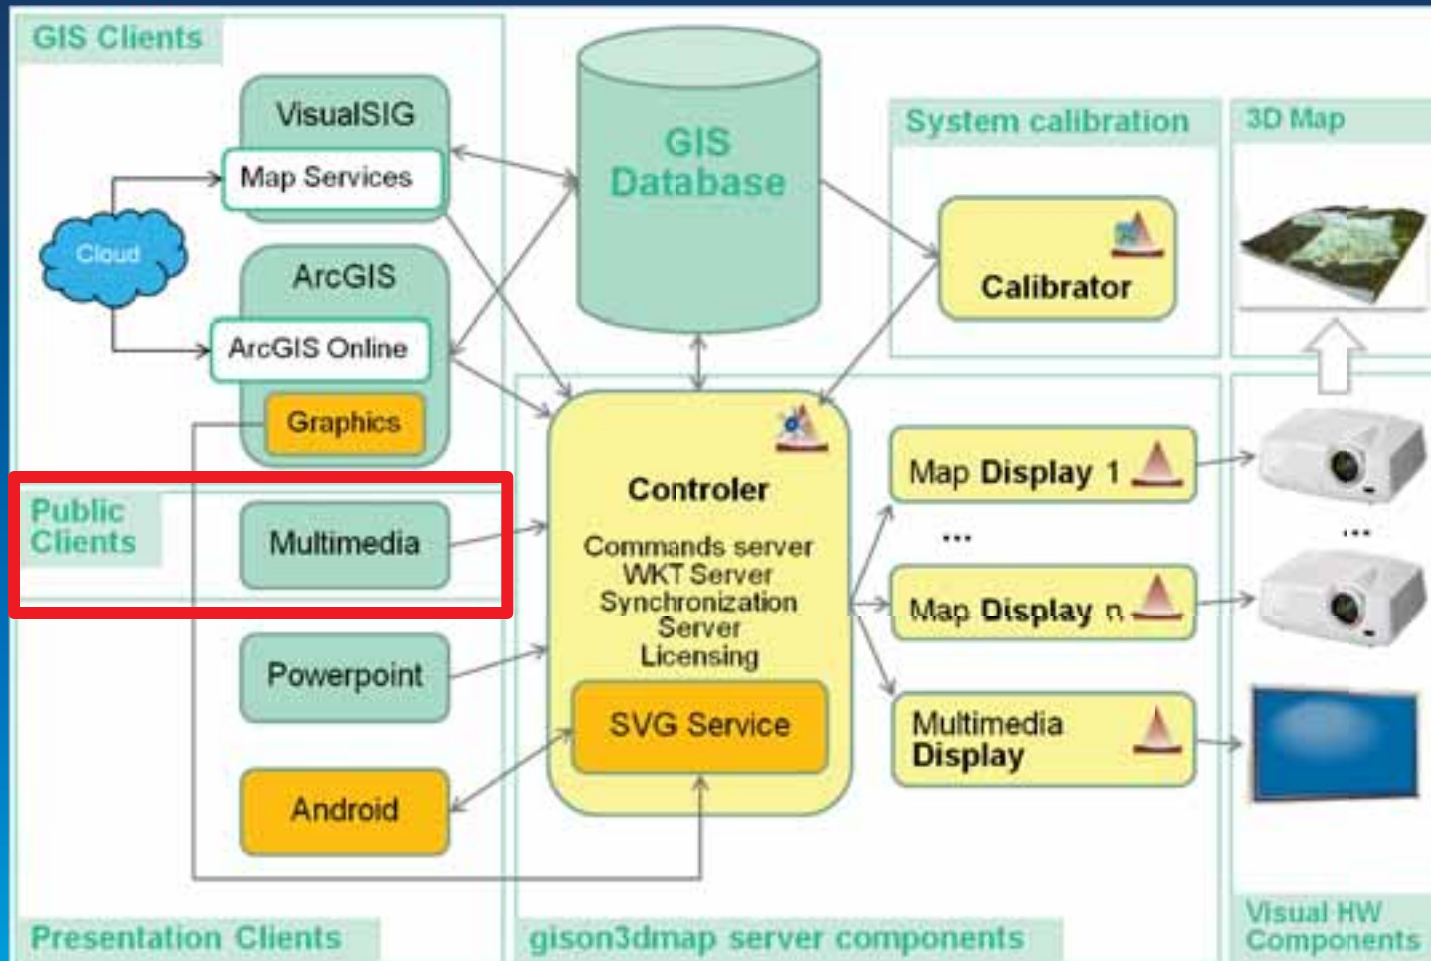 GIS Clients
VisualSIG
Map Services
Cloud
ArcGIS
ArcGIS Online
Graphics
Public
Clients
Multimedia
Powerpoint
Android
Presentation Clients
GIS
Database
System calibration
Calibrator
3D Map
Controler
Commands server
WKT Server
Synchronization
Server
Licensing
SVG Service
Map Display 1
...
Map Display n
Multimedia
Display
...
gison3dmap server components
Visual HW
Components